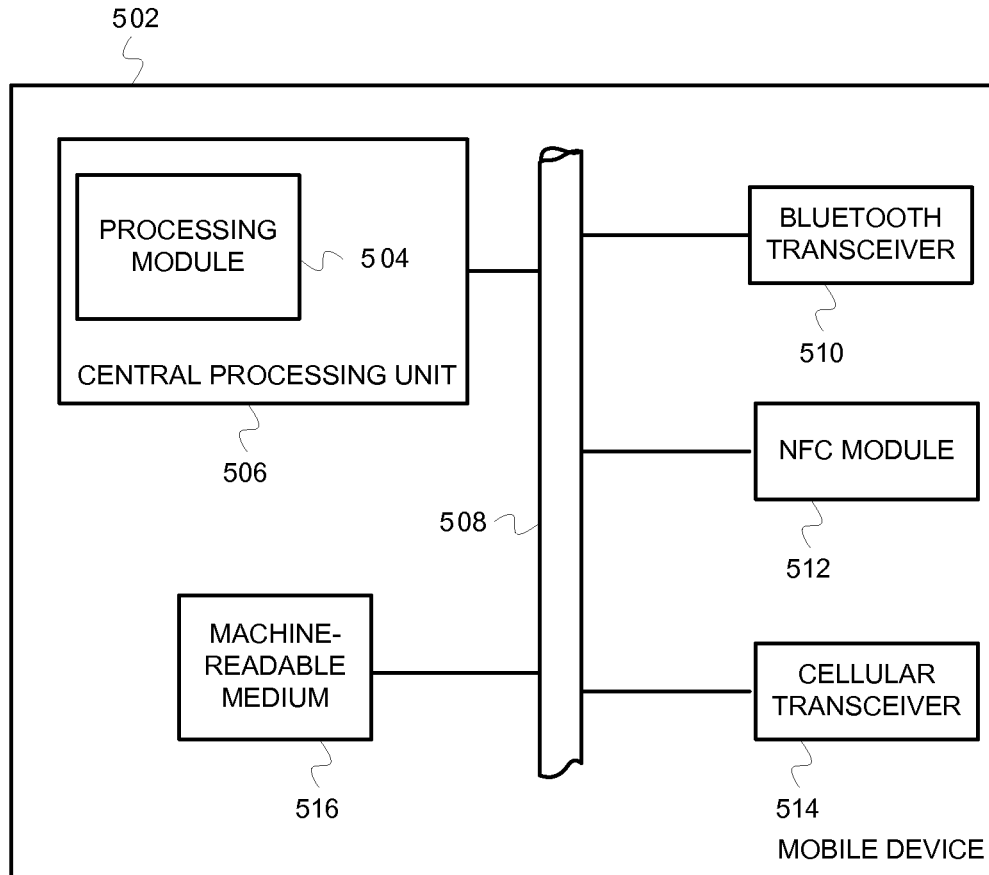 502
PROCESSING
MODULE
504
CENTRAL PROCESSING UNIT
506
508
BLUETOOTH
TRANSCEIVER
510
NFC MODULE
512
MACHINE-
READABLE
MEDIUM
516
CELLULAR
TRANSCEIVER
514
MOBILE DEVICE